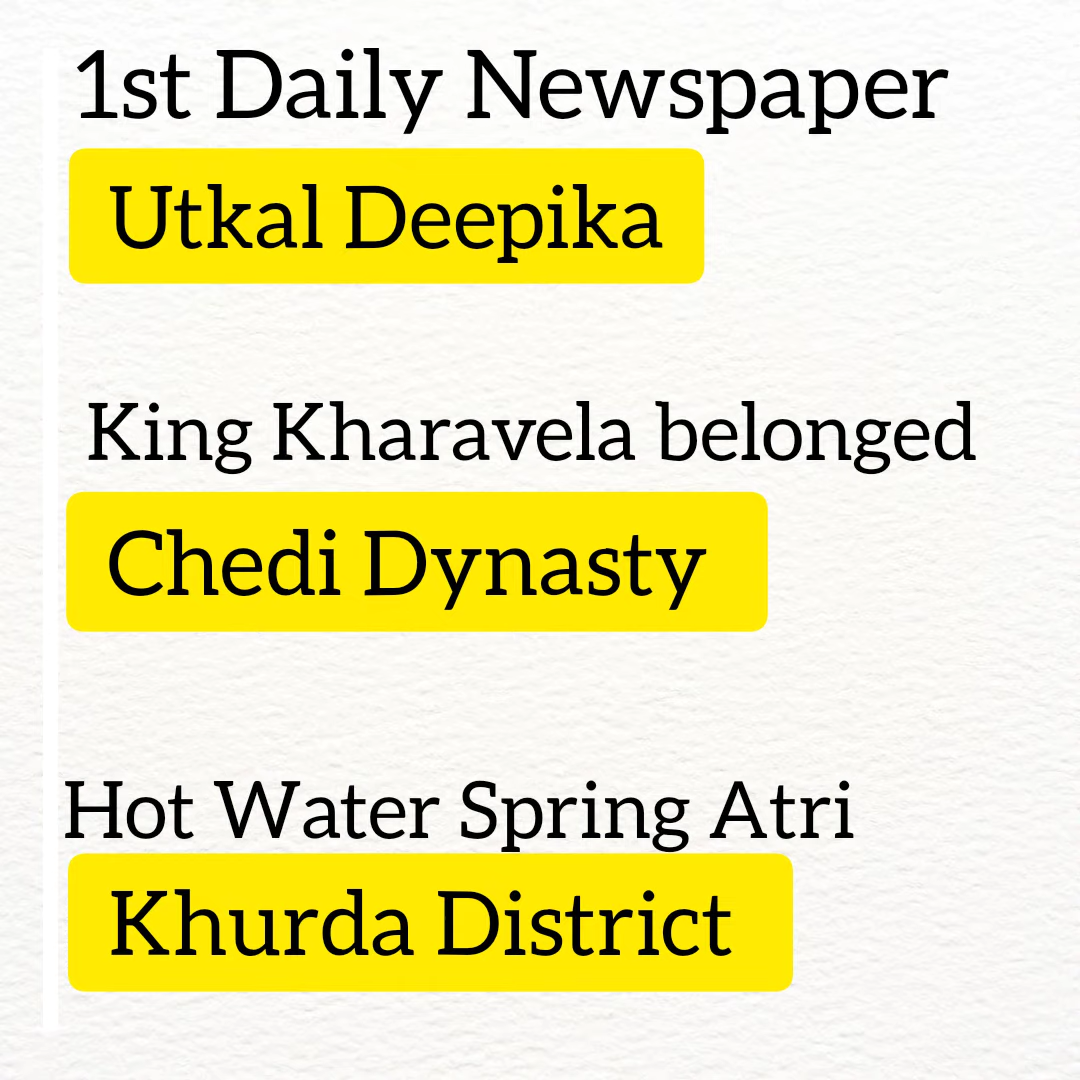 1st Daily Newspaper
Utkal Deepika
King Kharavela belonged
Chedi Dynasty
Hot Water Spring Atri
Khurda District